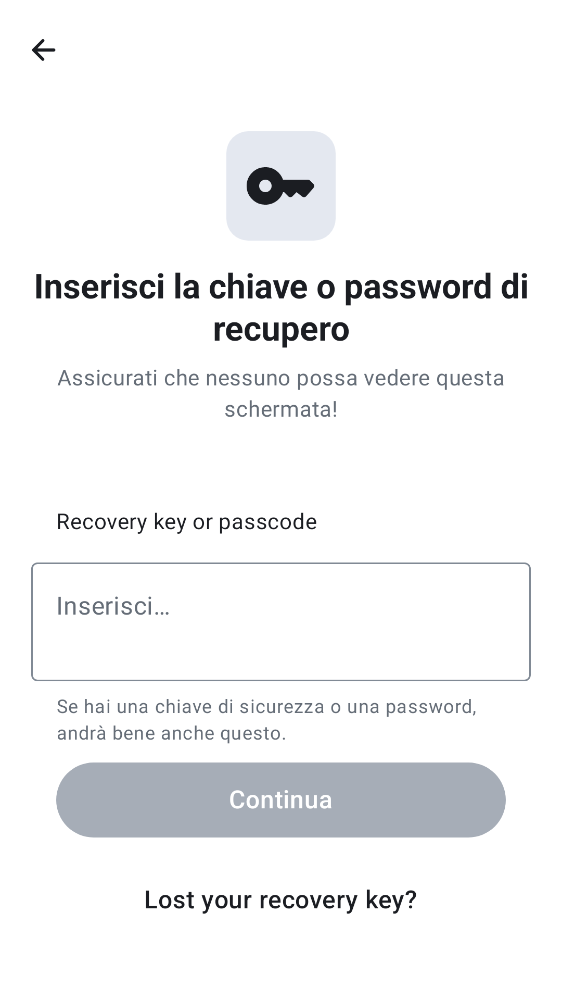 Inserisci la chiave o password di
recupero
Assicurati che nessuno possa vedere questa
schermata!
Recovery key or passcode
Inserisci…
Se hai una chiave di sicurezza o una password,
andrà bene anche questo.
Continua
Lost your recovery key?